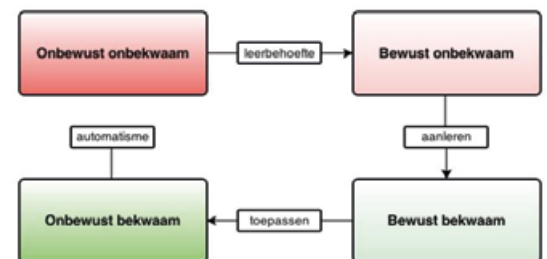 Onbewust onbekwaam
leerbehoefte
Bewust onbekwaam
automatisme
aanleren
Onbewust bekwaam
toepassen
Bewust bekwaam